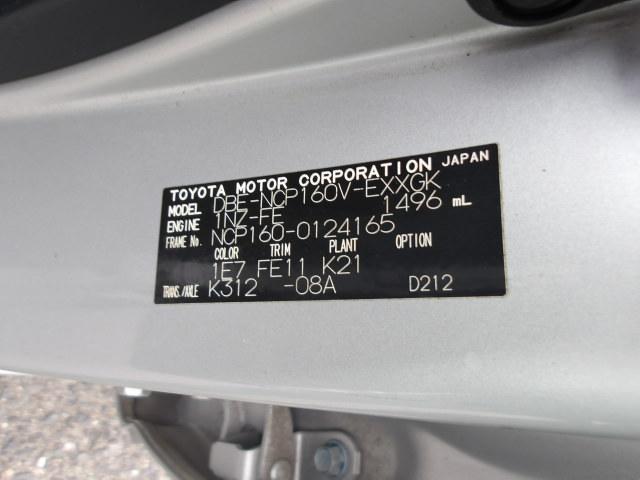 TOYOTA MOTOR CORPORATION JAPAN
MODEL DBE-NCP160V-EXXGK
ENGINE 1NZ-FE 1496 mL
FRAME No. NCP160-0124165
COLOR TRIM PLANT OPTION
1E7 FE11 K21
TRANS./AXLE K312 -08A D212